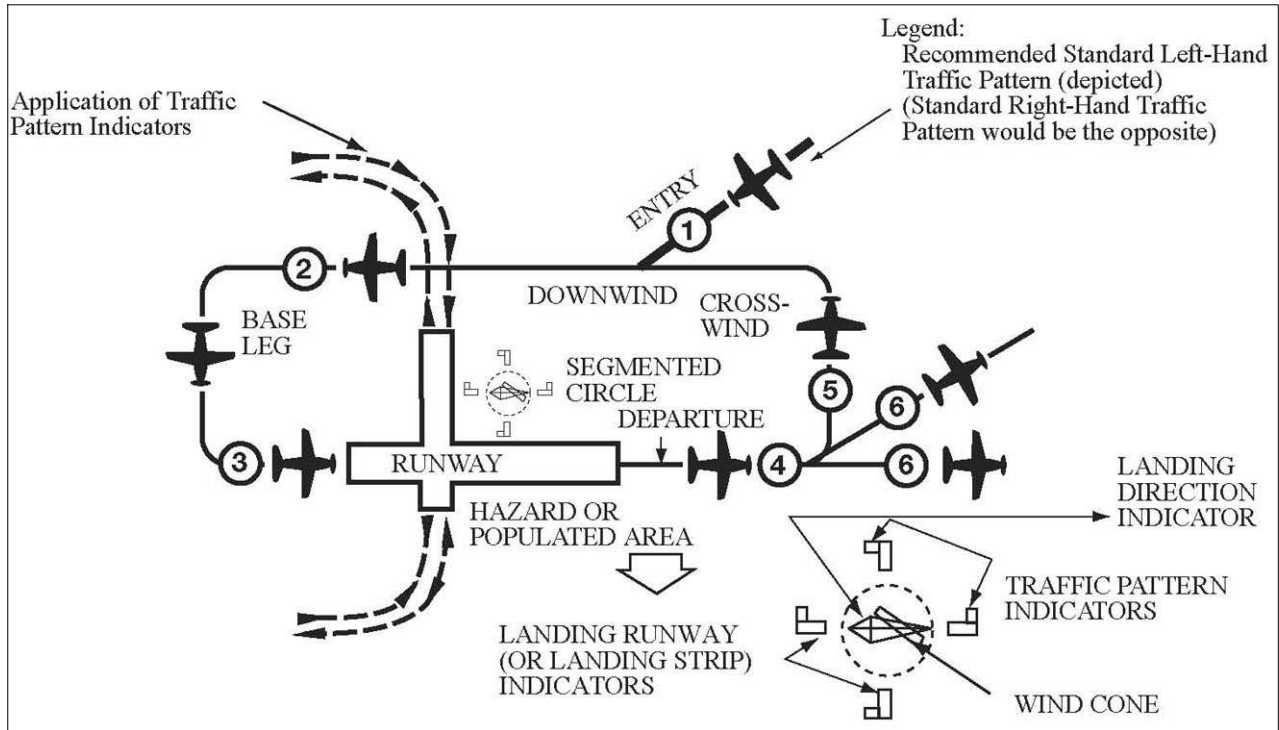 Legend:
Recommended Standard Left-Hand
Traffic Pattern (depicted)
(Standard Right-Hand Traffic
Pattern would be the opposite)
Application of Traffic
Pattern Indicators
ENTRY
1
2
DOWNWIND
CROSS-
WIND
BASE
LEG
SEGMENTED
CIRCLE
5
6
DEPARTURE
3
RUNWAY
4
6
HAZARD OR
POPULATED AREA
LANDING
DIRECTION
INDICATOR
TRAFFIC PATTERN
INDICATORS
LANDING RUNWAY
(OR LANDING STRIP)
INDICATORS
WIND CONE